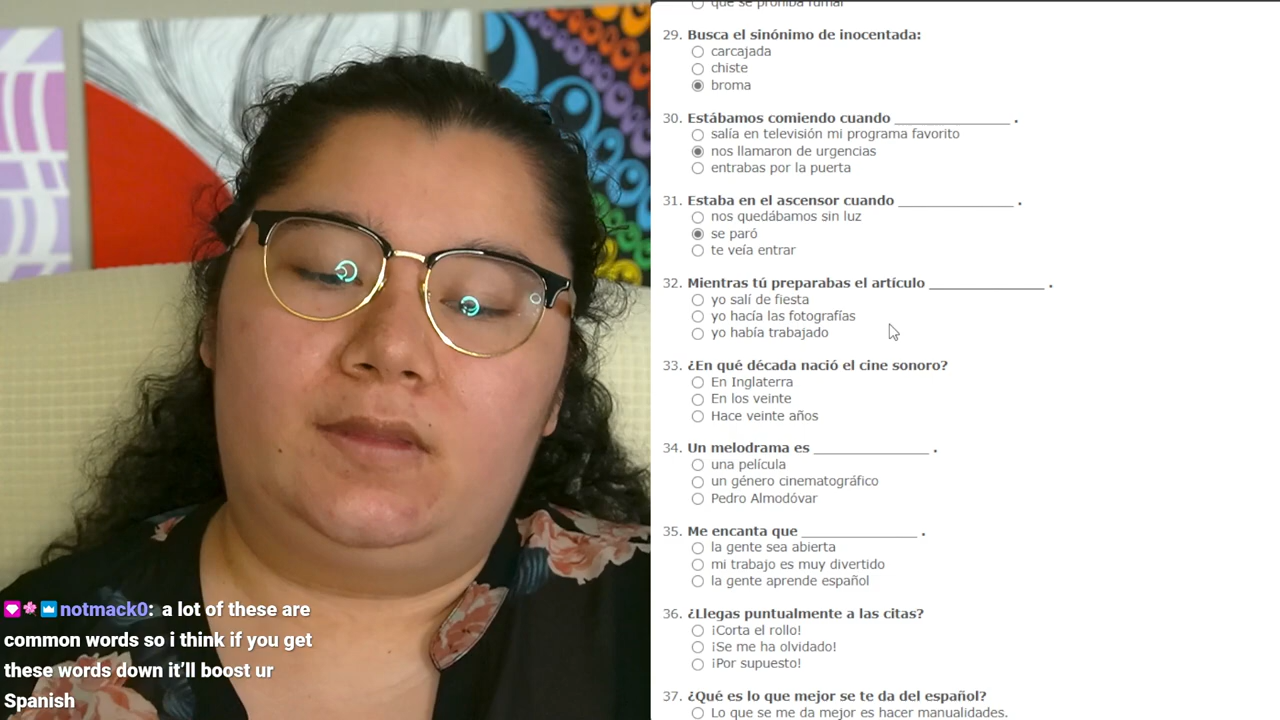 que se prohíba fumar
29. Busca el sinónimo de inocentada:
carcajada
chiste
broma
30. Estábamos comiendo cuando _______________ .
salía en televisión mi programa favorito
nos llamaron de urgencias
entrabas por la puerta
31. Estaba en el ascensor cuando _______________ .
nos quedábamos sin luz
se paró
te veía entrar
32. Mientras tú preparabas el artículo _______________ .
yo salí de fiesta
yo hacía las fotografías
yo había trabajado
33. ¿En qué década nació el cine sonoro?
En Inglaterra
En los veinte
Hace veinte años
34. Un melodrama es _______________ .
una película
un género cinematográfico
Pedro Almodóvar
35. Me encanta que _______________ .
la gente sea abierta
mi trabajo es muy divertido
la gente aprende español
36. ¿Llegas puntualmente a las citas?
¡Corta el rollo!
¡Se me ha olvidado!
¡Por supuesto!
37. ¿Qué es lo que mejor se te da del español?
Lo que se me da mejor es hacer manualidades.
notmack0: a lot of these are
common words so i think if you get
these words down it'll boost ur
Spanish